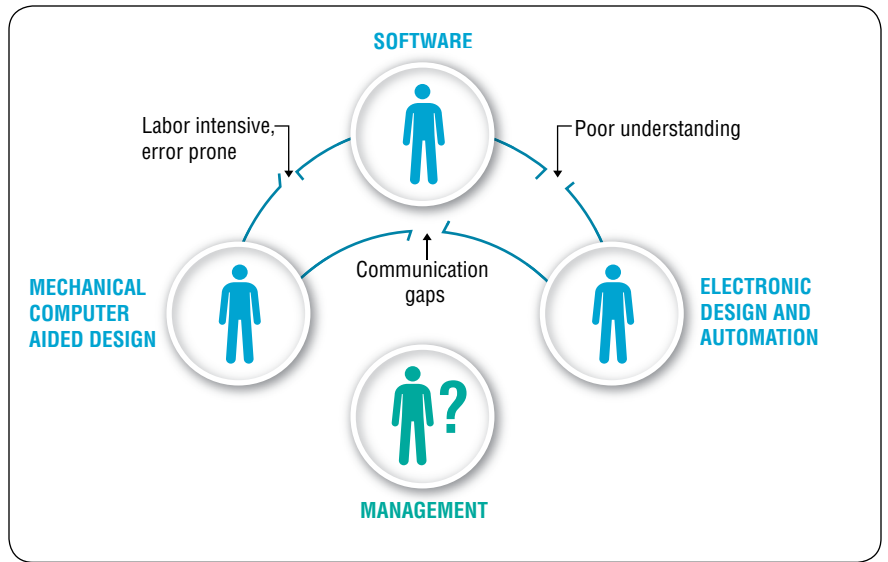 SOFTWARE
Labor intensive,
error prone
Poor understanding
Communication
gaps
MECHANICAL
COMPUTER
AIDED DESIGN
ELECTRONIC
DESIGN AND
AUTOMATION
?
MANAGEMENT